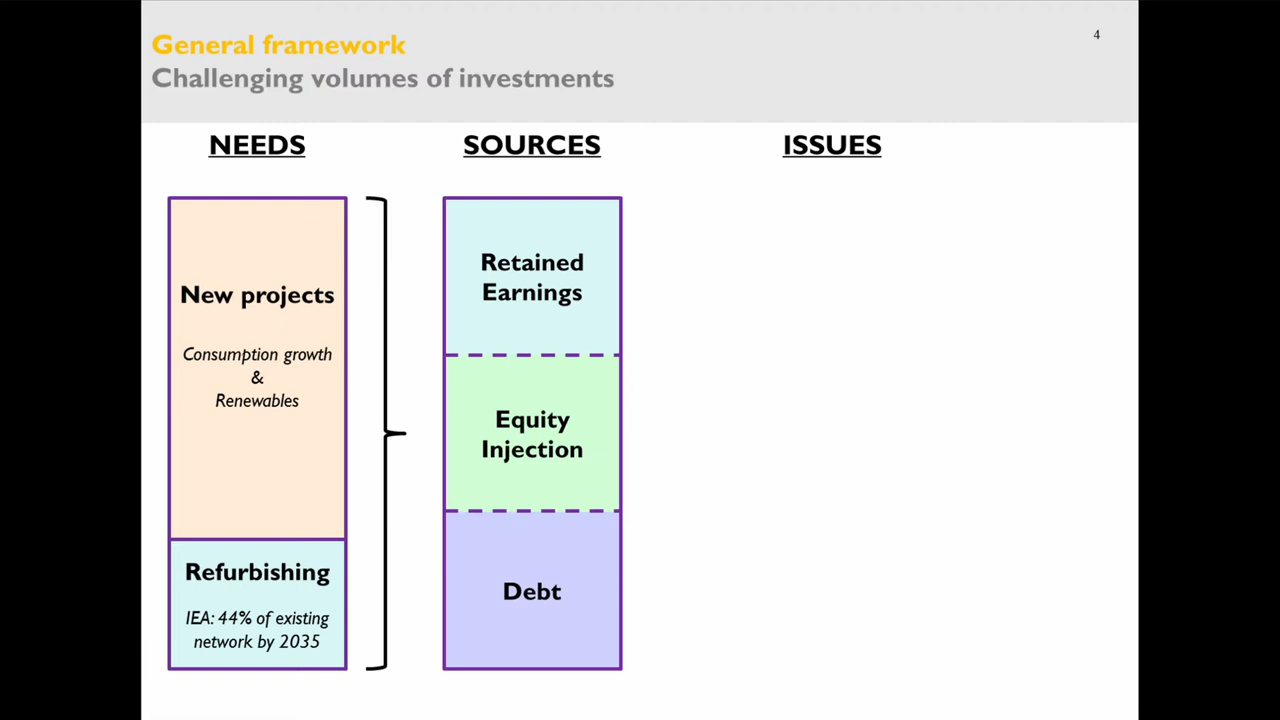 General framework
Challenging volumes of investments
4
NEEDS
SOURCES
ISSUES
New projects
Consumption growth
&
Renewables
Refurbishing
IEA: 44% of existing
network by 2035
Retained
Earnings
Equity
Injection
Debt